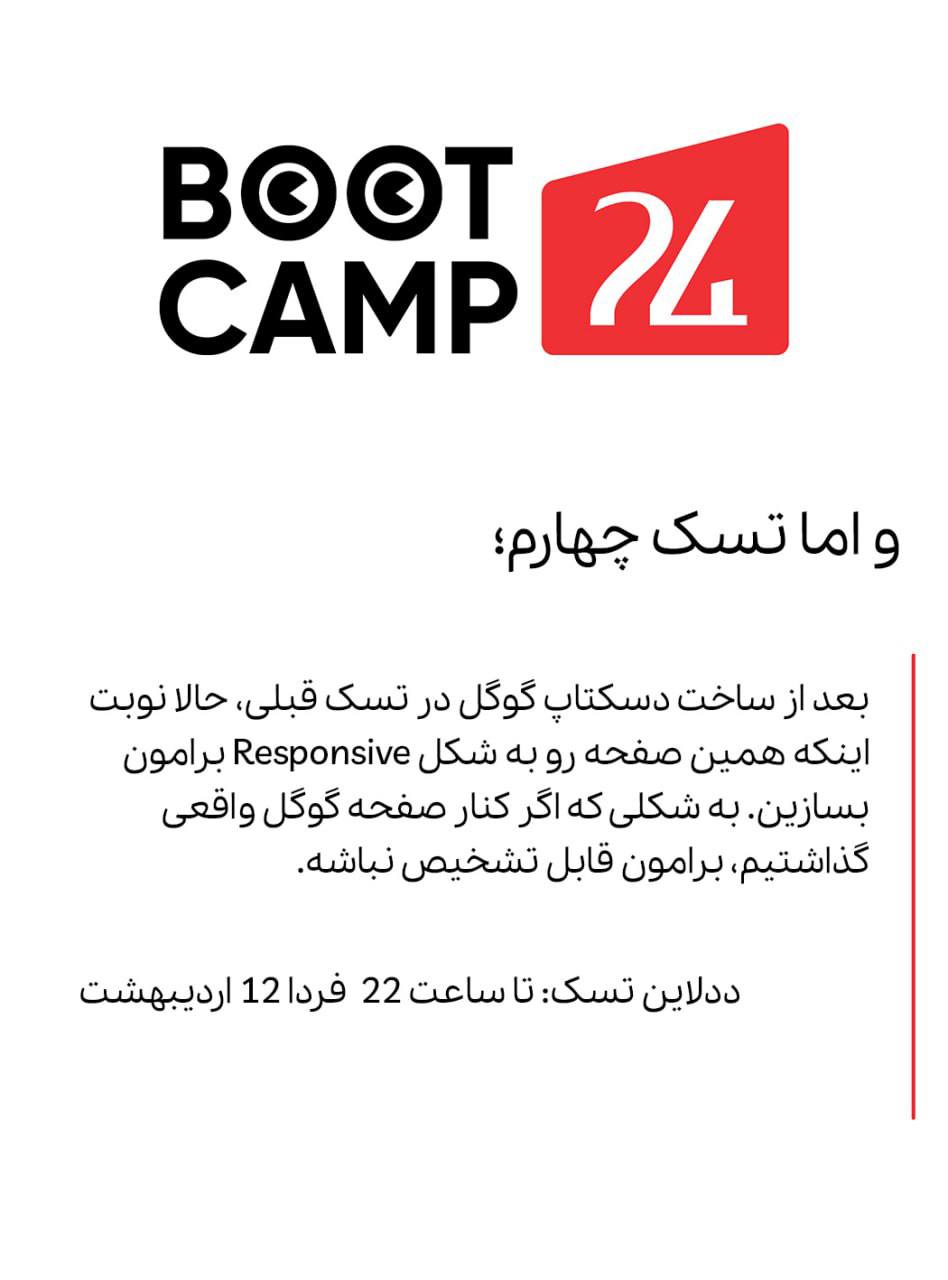 BOOT
CAMP
24
و اما تسک چهارم؛
بعد از ساخت دسکتاپ گوگل در تسک قبلی، حالا نوبت
اینکه همین صفحه رو به شکل Responsive برامون
بسازین. به شکلی که اگر کنار صفحه گوگل واقعی
گذاشتیم، برامون قابل تشخیص نباشه.
ددلاین تسک: تا ساعت 22 فردا 12 اردیبهشت